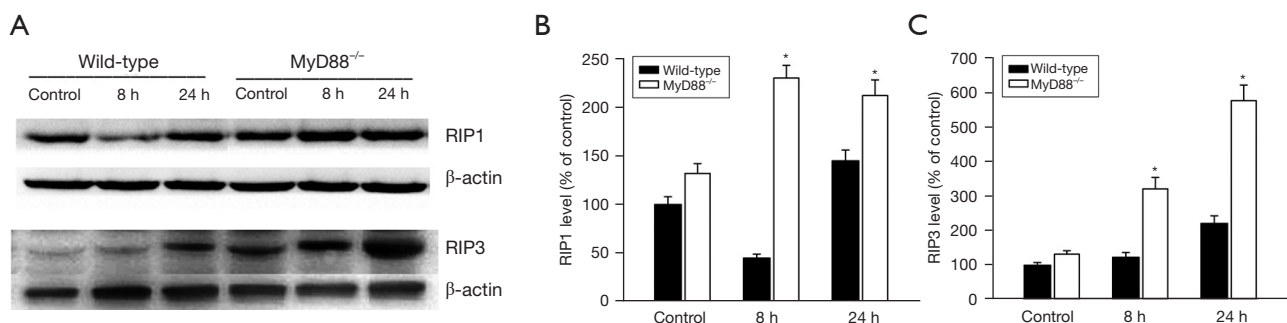 A
Wild-type
MyD88–/–
Control 8 h 24 h Control 8 h 24 h
RIP1
β-actin
RIP3
β-actin
B
RIP1 level (% of control)
250
200
150
100
50
0
Wild-type
MyD88–/–
*
*
Control 8 h 24 h
C
RIP3 level (% of control)
700
600
500
400
300
200
100
0
Wild-type
MyD88–/–
*
*
Control 8 h 24 h